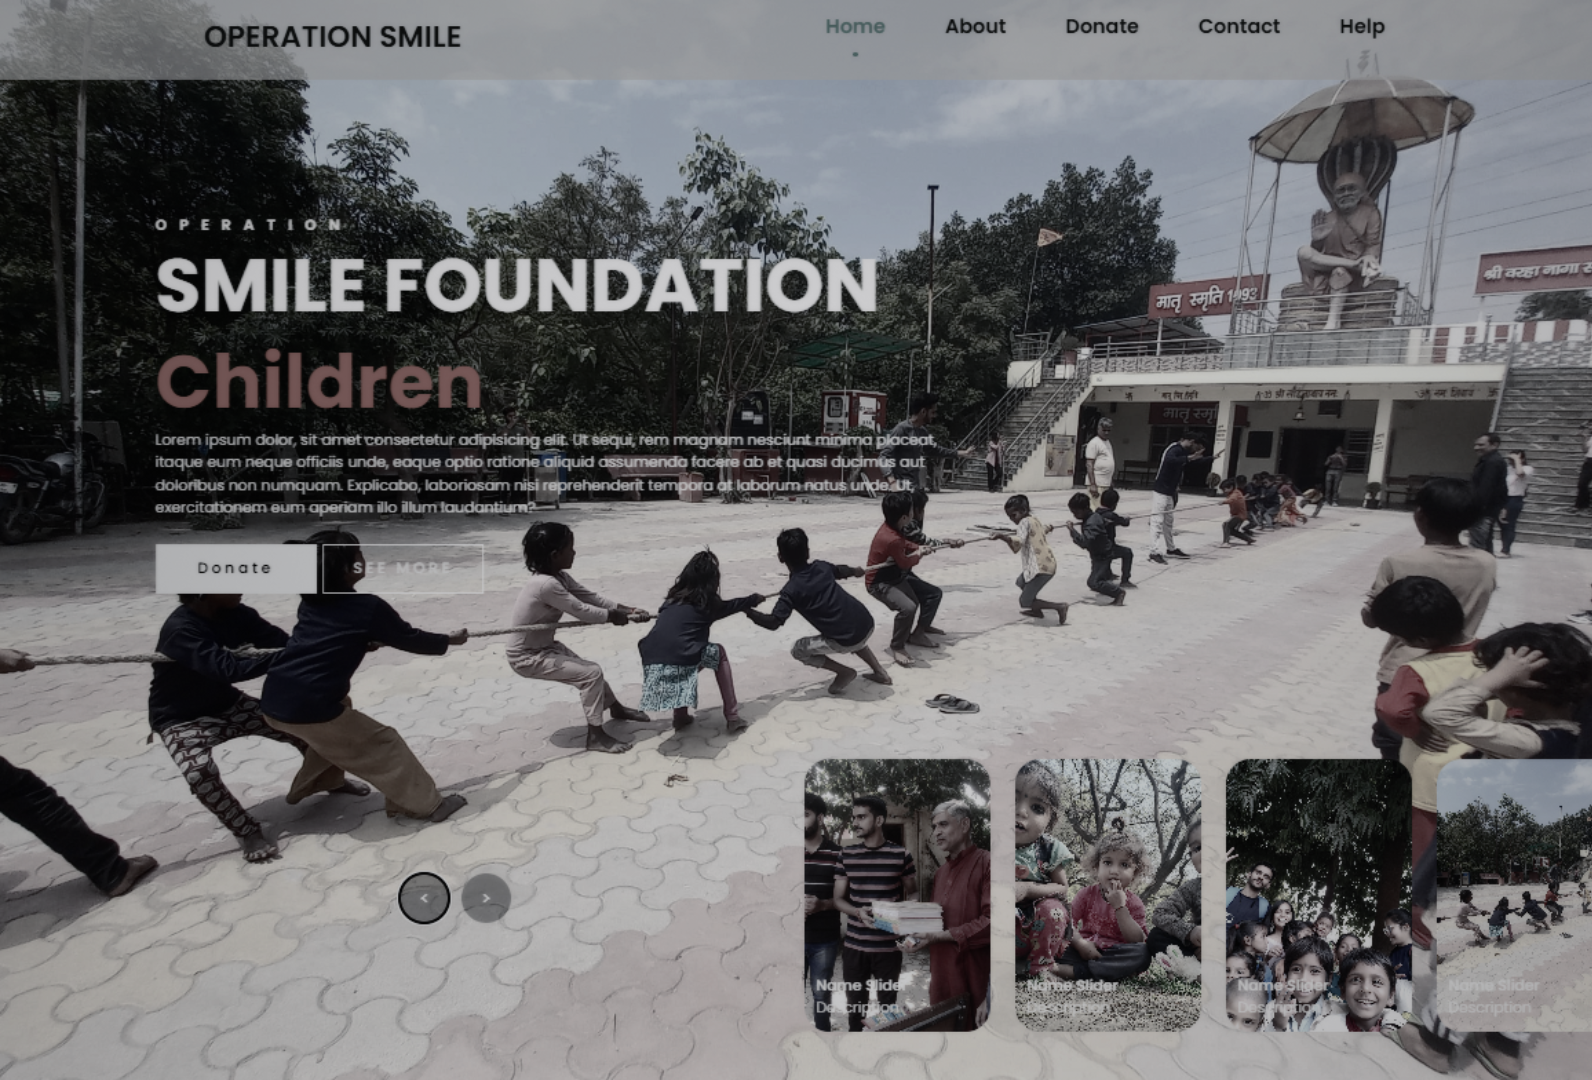 OPERATION SMILE
Home About Donate Contact Help
OPERATION
SMILE FOUNDATION
Children
Lorem ipsum dolor, sit amet consectetur adipisicing elit. Ut sequi, rem magnam nesciunt minima placeat,
itaque eum neque officiis unde, eaque optio ratione aliquid assumenda facere ab et quasi ducimus aut
doloribus non numquam. Explicabo, laboriosam nisi reprehenderit tempora at laborum natus unde. Ut,
exercitationem eum aperiam illo illum laudantium?
Donate SEE MORE
श्री वरहा नागा
मातृ स्मृति 1993
मातृ
< >
Name Slider
Description
Name Slider
Description
Name Slider
Description
Name Slider
Description